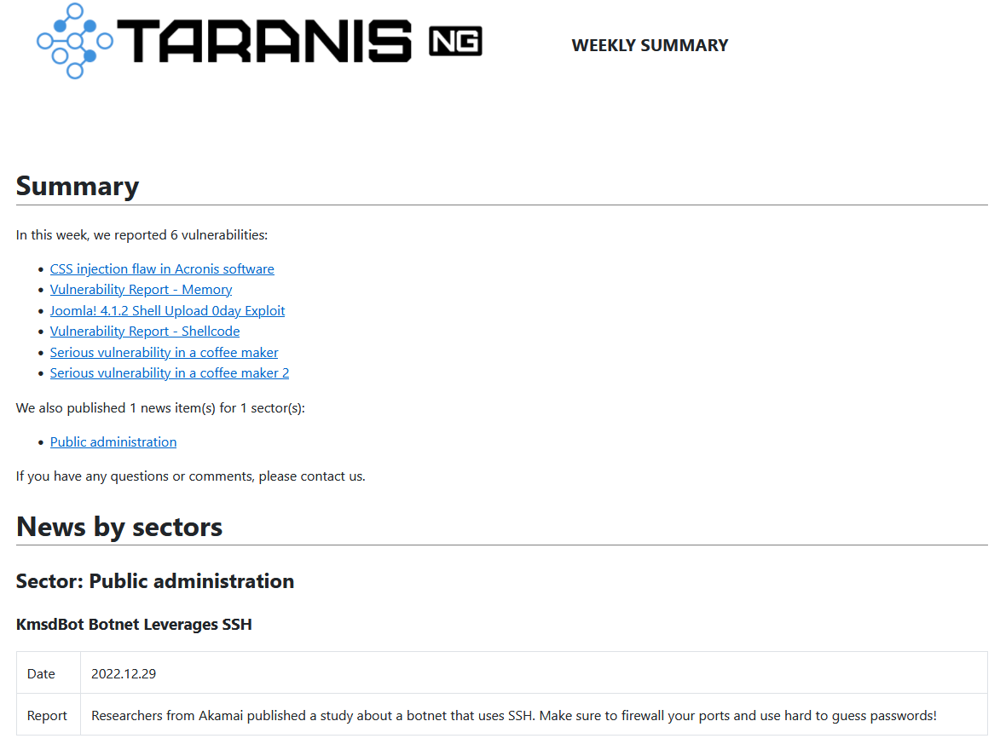 TARANIS NG
WEEKLY SUMMARY
Summary
In this week, we reported 6 vulnerabilities:
• CSS injection flaw in Acronis software
• Vulnerability Report - Memory
• Joomla! 4.1.2 Shell Upload 0day Exploit
• Vulnerability Report - Shellcode
• Serious vulnerability in a coffee maker
• Serious vulnerability in a coffee maker 2
We also published 1 news item(s) for 1 sector(s):
• Public administration
If you have any questions or comments, please contact us.
News by sectors
Sector: Public administration
KmsdBot Botnet Leverages SSH
Date 2022.12.29
Report Researchers from Akamai published a study about a botnet that uses SSH. Make sure to firewall your ports and use hard to guess passwords!